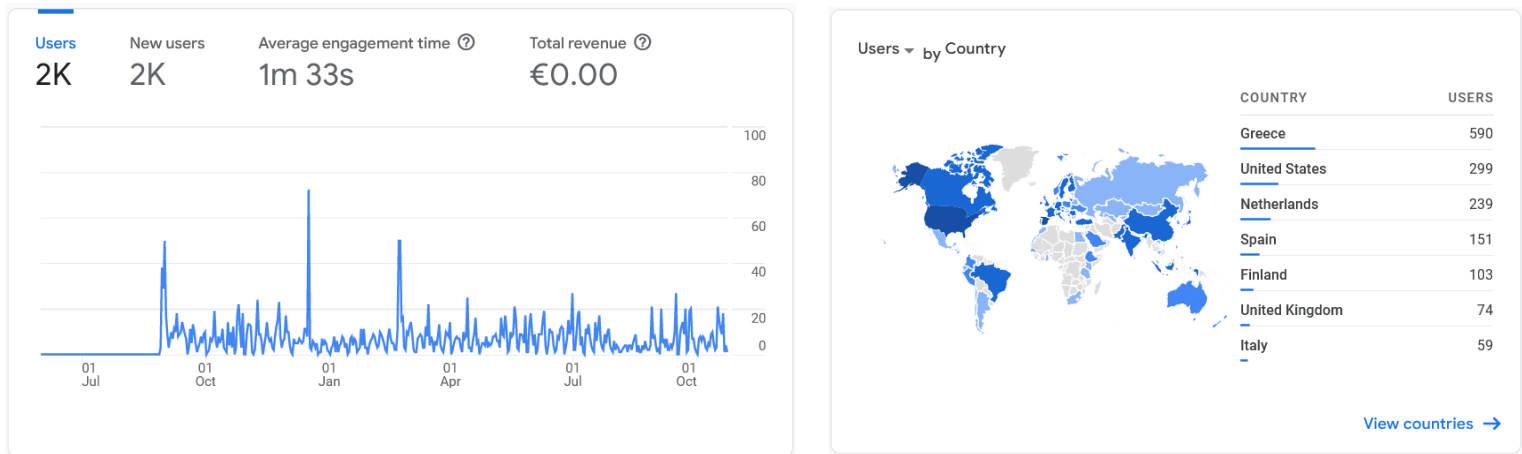 Users New users Average engagement time Total revenue
2K 2K 1m 33s €0.00
100
80
60
40
20
0
01 01 01 01 01 01
Jul Oct Jan Apr Jul Oct
Users by Country
COUNTRY USERS
Greece 590
United States 299
Netherlands 239
Spain 151
Finland 103
United Kingdom 74
Italy 59
View countries